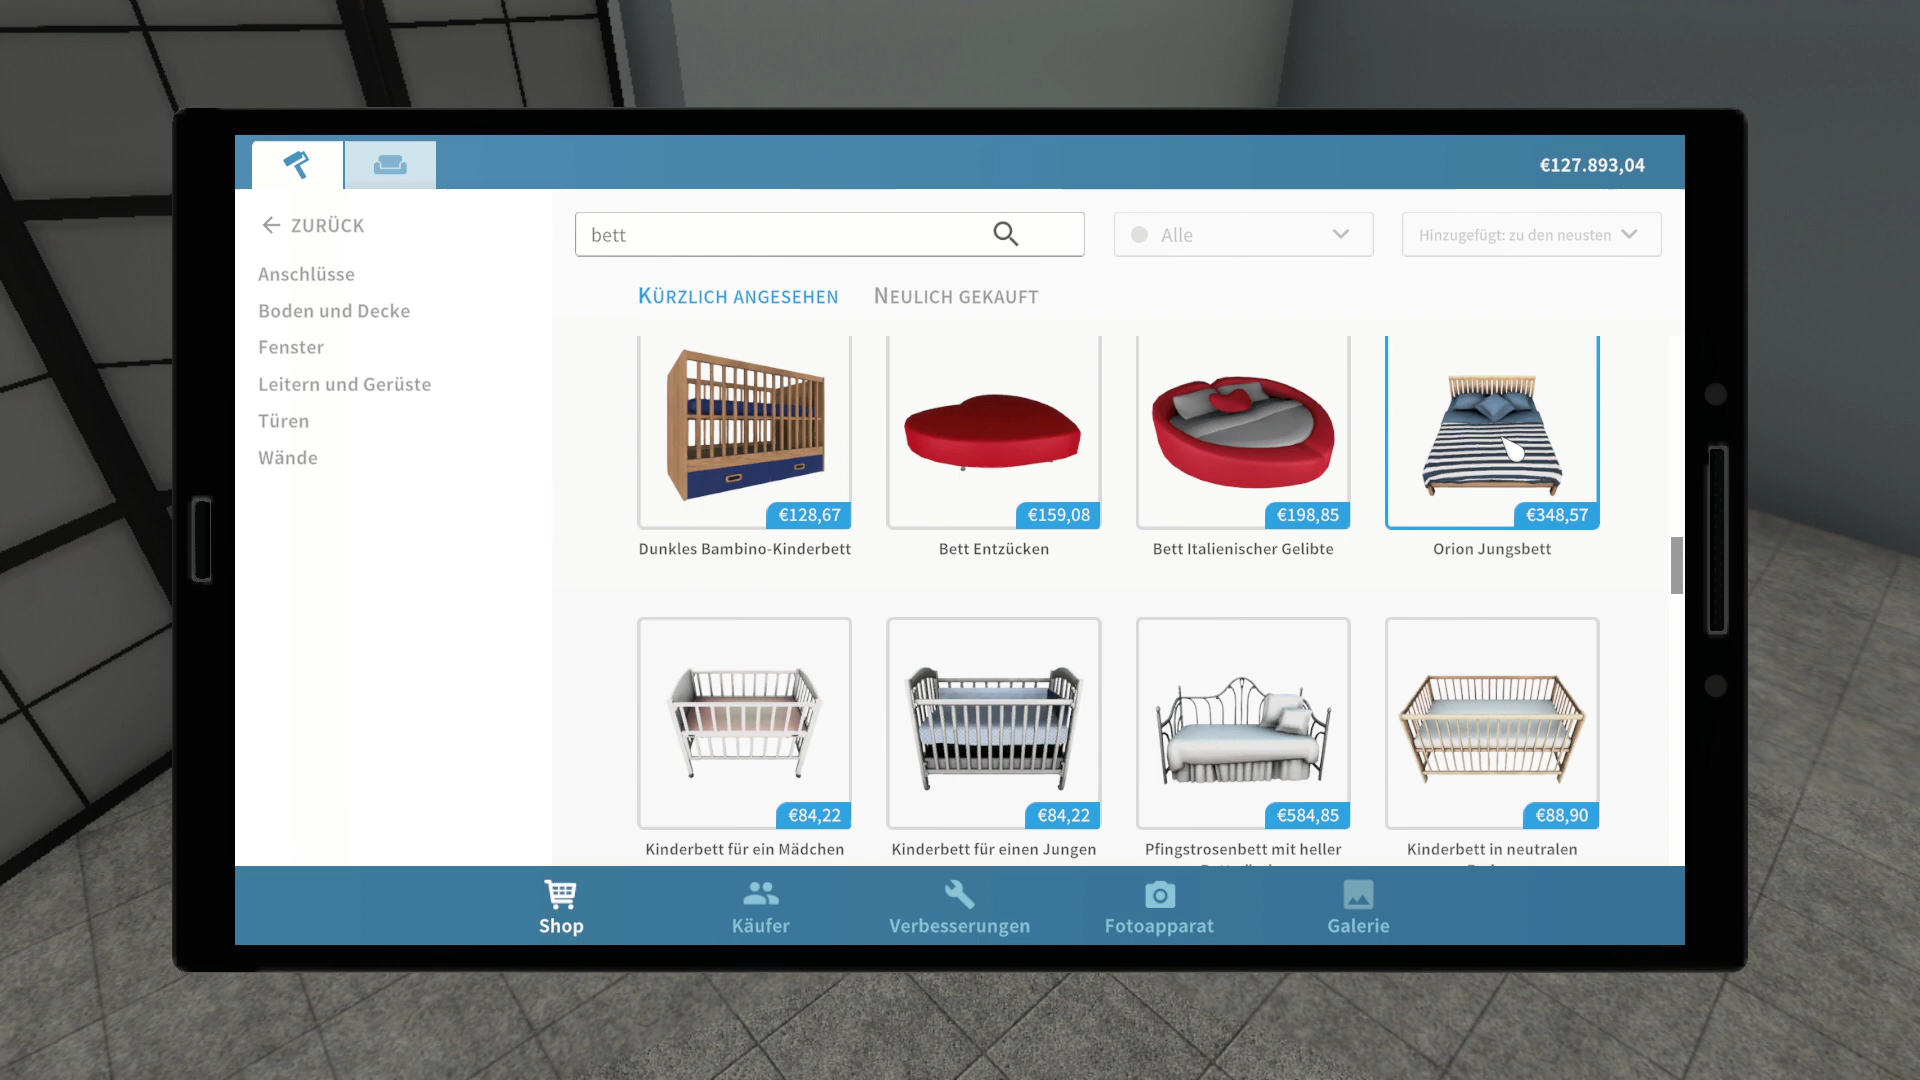 €127.893,04
ZURÜCK
Anschlüsse
Boden und Decke
Fenster
Leitern und Gerüste
Türen
Wände
bett
Alle
Hinzugefügt: zu den neusten
KÜRZLICH ANGESEHEN
NEULICH GEKAUFT
€128,67
€159,08
€198,85
€348,57
Dunkles Bambino-Kinderbett
Bett Entzücken
Bett Italienischer Gelibte
Orion Jungsbett
€84,22
€84,22
€584,85
€88,90
Kinderbett für ein Mädchen
Kinderbett für einen Jungen
Pfingstrosenbett mit heller
Kinderbett in neutralen
Shop
Käufer
Verbesserungen
Fotoapparat
Galerie